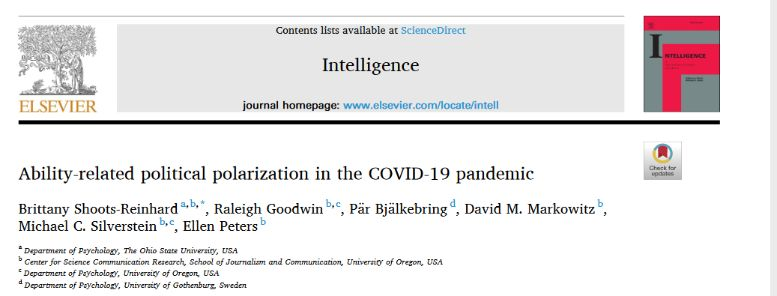 Contents lists available at ScienceDirect
Intelligence
journal homepage: www.elsevier.com/locate/intell
ELSEVIER
INTELLIGENCE
Check for
updates
Ability-related political polarization in the COVID-19 pandemic
Brittany Shoots-Reinhard a,b,*, Raleigh Goodwin b,c, Pär Bjälkebring d, David M. Markowitz b,
Michael C. Silverstein b,c, Ellen Peters b
a Department of Psychology, The Ohio State University, USA
b Center for Science Communication Research, School of Journalism and Communication, University of Oregon, USA
c Department of Psychology, University of Oregon, USA
d Department of Psychology, University of Gothenburg, Sweden